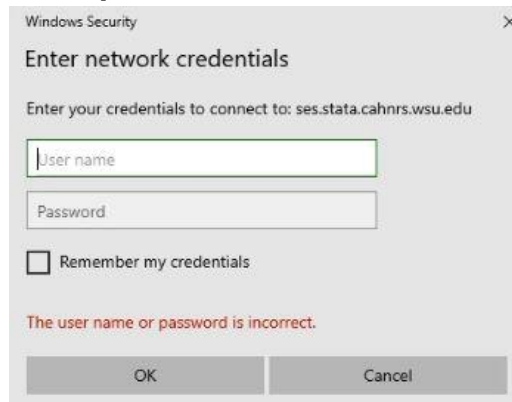 Windows Security
Enter network credentials
Enter your credentials to connect to: ses.stata.cahnrs.wsu.edu
User name
Password
Remember my credentials
The user name or password is incorrect.
OK Cancel